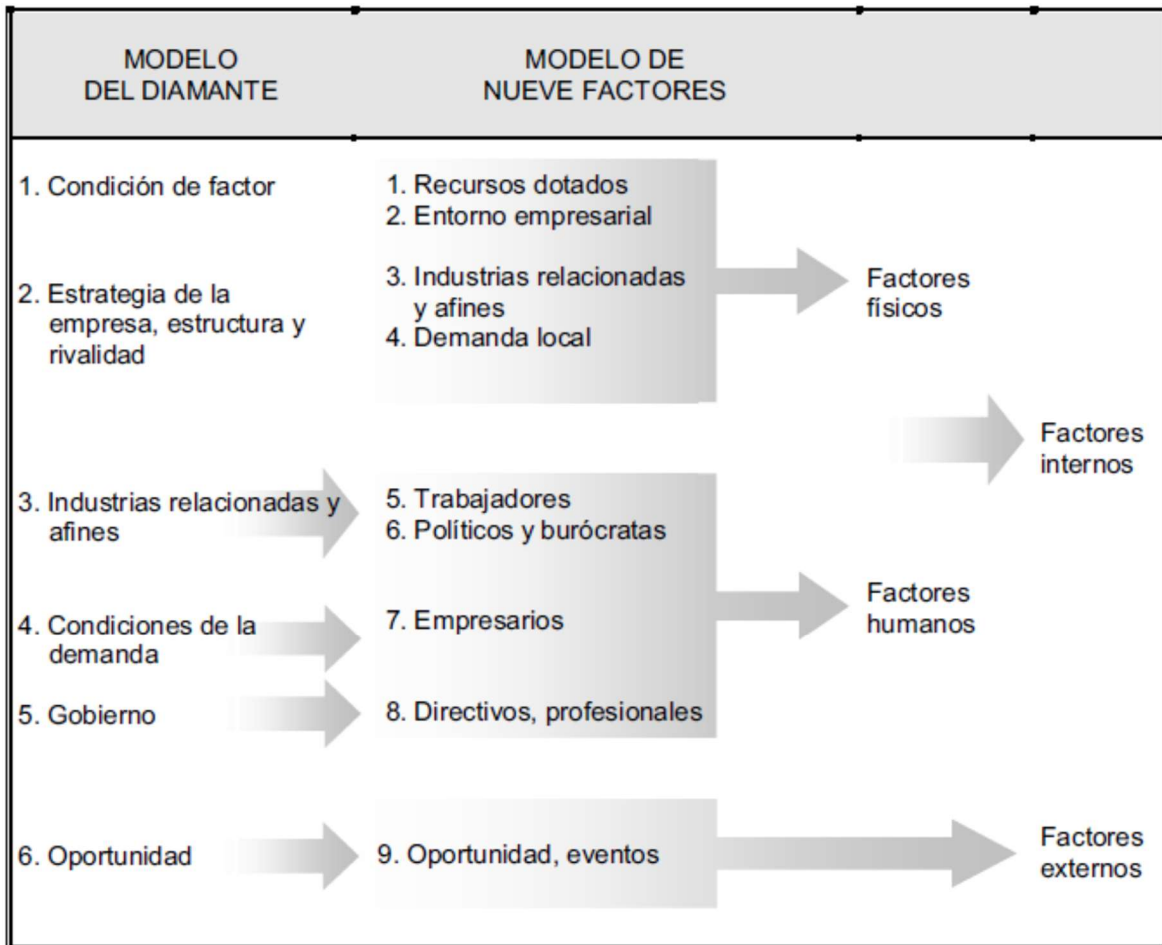 MODELO
DEL DIAMANTE
MODELO DE
NUEVE FACTORES
1. Condición de factor
2. Estrategia de la
empresa, estructura y
rivalidad
3. Industrias relacionadas y
afines
4. Condiciones de la
demanda
5. Gobierno
6. Oportunidad
1. Recursos dotados
2. Entorno empresarial
3. Industrias relacionadas
y afines
4. Demanda local
5. Trabajadores
6. Políticos y burócratas
7. Empresarios
8. Directivos, profesionales
9. Oportunidad, eventos
Factores
físicos
Factores
humanos
Factores
internos
Factores
externos